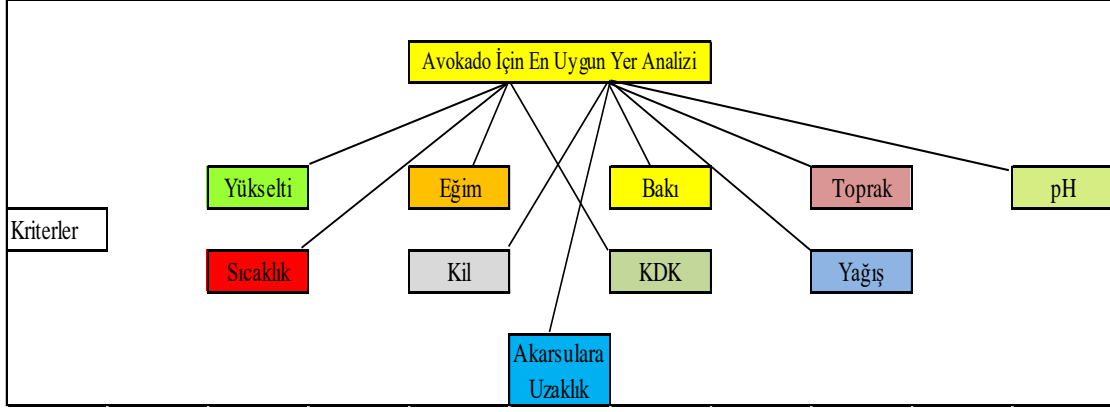 Avokado İçin En Uygun Yer Analizi
Yükselti
Eğim
Bakı
Toprak
pH
Kriterler
Sıcaklık
Kil
KDK
Yağış
Akarsulara
Uzaklık